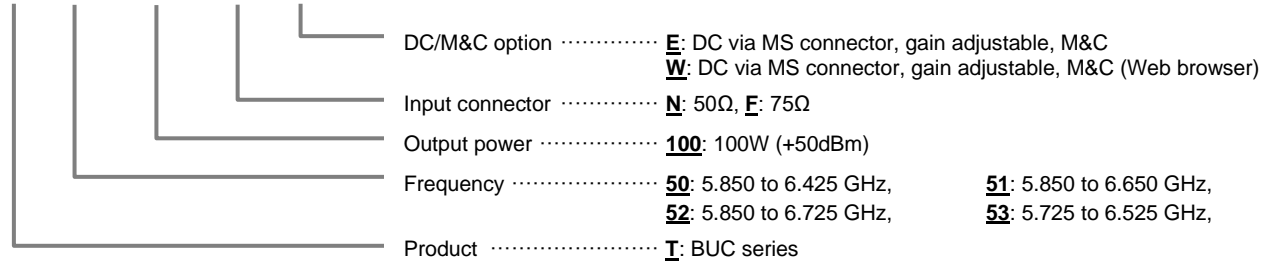 DC/M&C option ·············· E: DC via MS connector, gain adjustable, M&C
W: DC via MS connector, gain adjustable, M&C (Web browser)
Input connector ·············· N: 50Ω, F: 75Ω
Output power ·················· 100: 100W (+50dBm)
Frequency ······················ 50: 5.850 to 6.425 GHz, 51: 5.850 to 6.650 GHz,
52: 5.850 to 6.725 GHz, 53: 5.725 to 6.525 GHz,
Product ························ T: BUC series